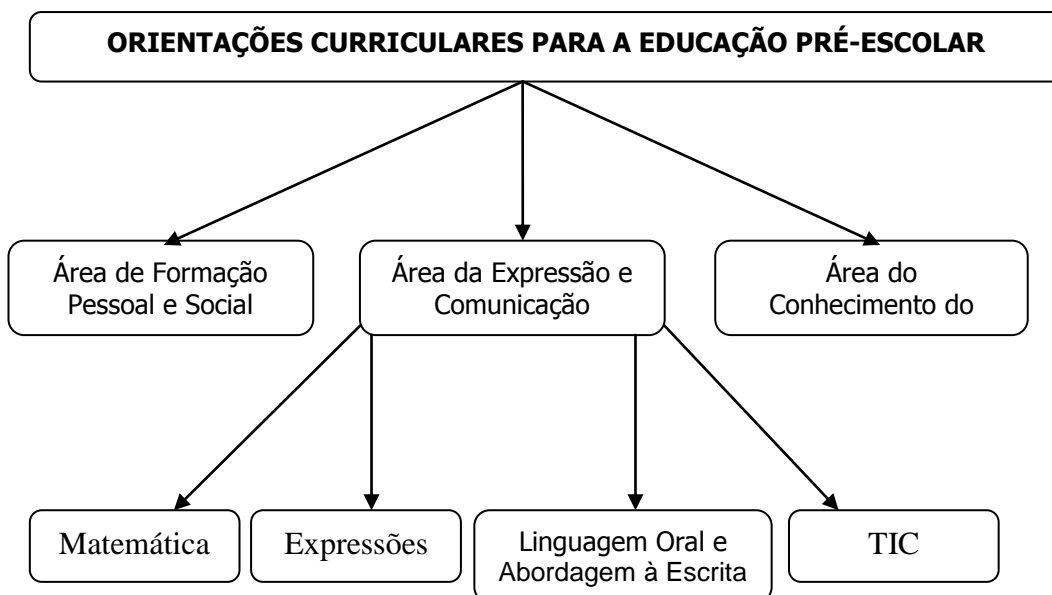 ORIENTAÇÕES CURRICULARES PARA A EDUCAÇÃO PRÉ-ESCOLAR
Área de Formação
Pessoal e Social
Área da Expressão e
Comunicação
Área do
Conhecimento do
Matemática
Expressões
Linguagem Oral e
Abordagem à Escrita
TIC